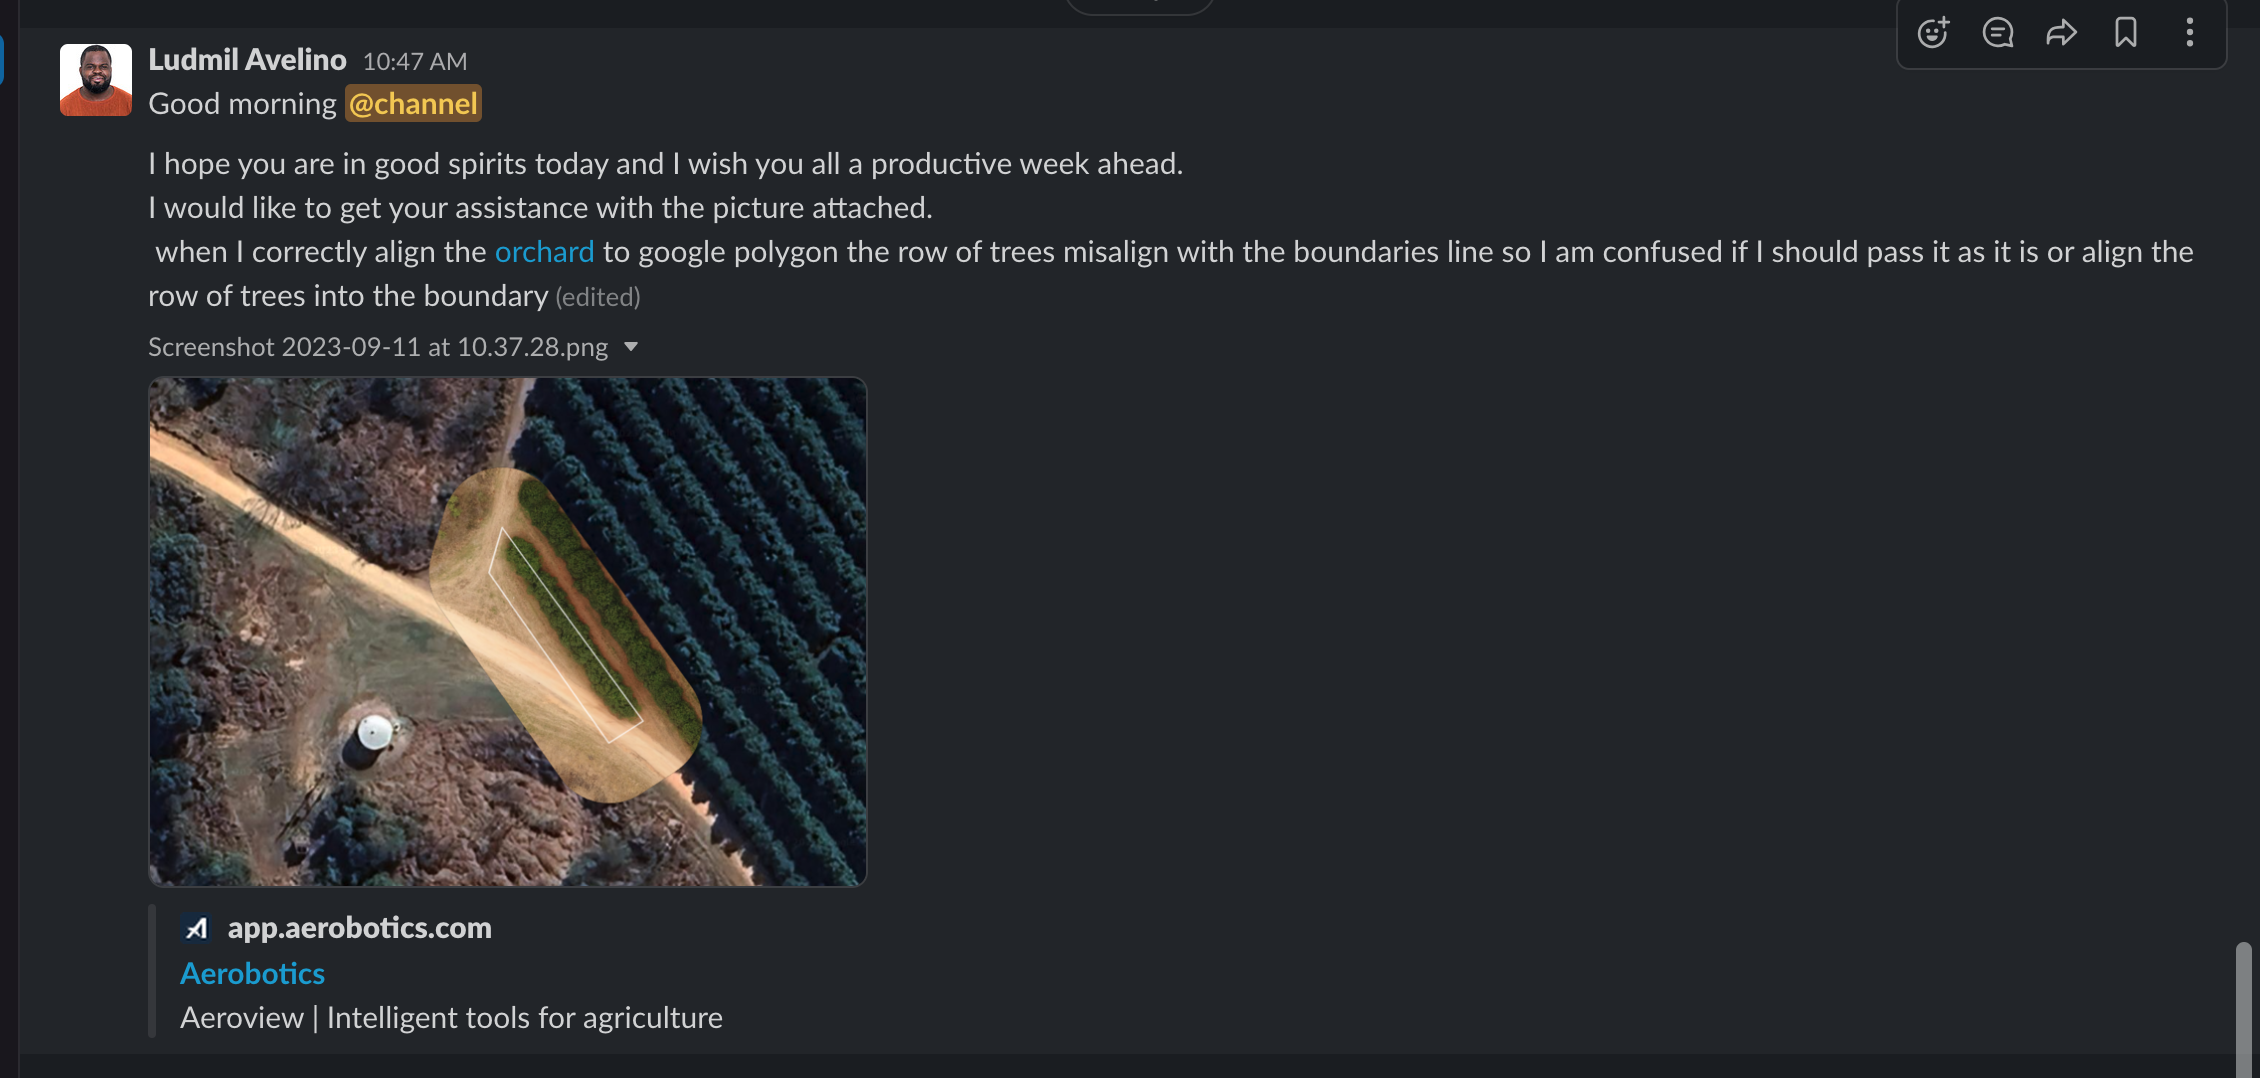 Ludmil Avelino 10:47 AM
Good morning @channel
I hope you are in good spirits today and I wish you all a productive week ahead.
I would like to get your assistance with the picture attached.
when I correctly align the orchard to google polygon the row of trees misalign with the boundaries line so I am confused if I should pass it as it is or align the
row of trees into the boundary (edited)
Screenshot 2023-09-11 at 10.37.28.png
app.aerobotics.com
Aerobotics
Aeroview | Intelligent tools for agriculture